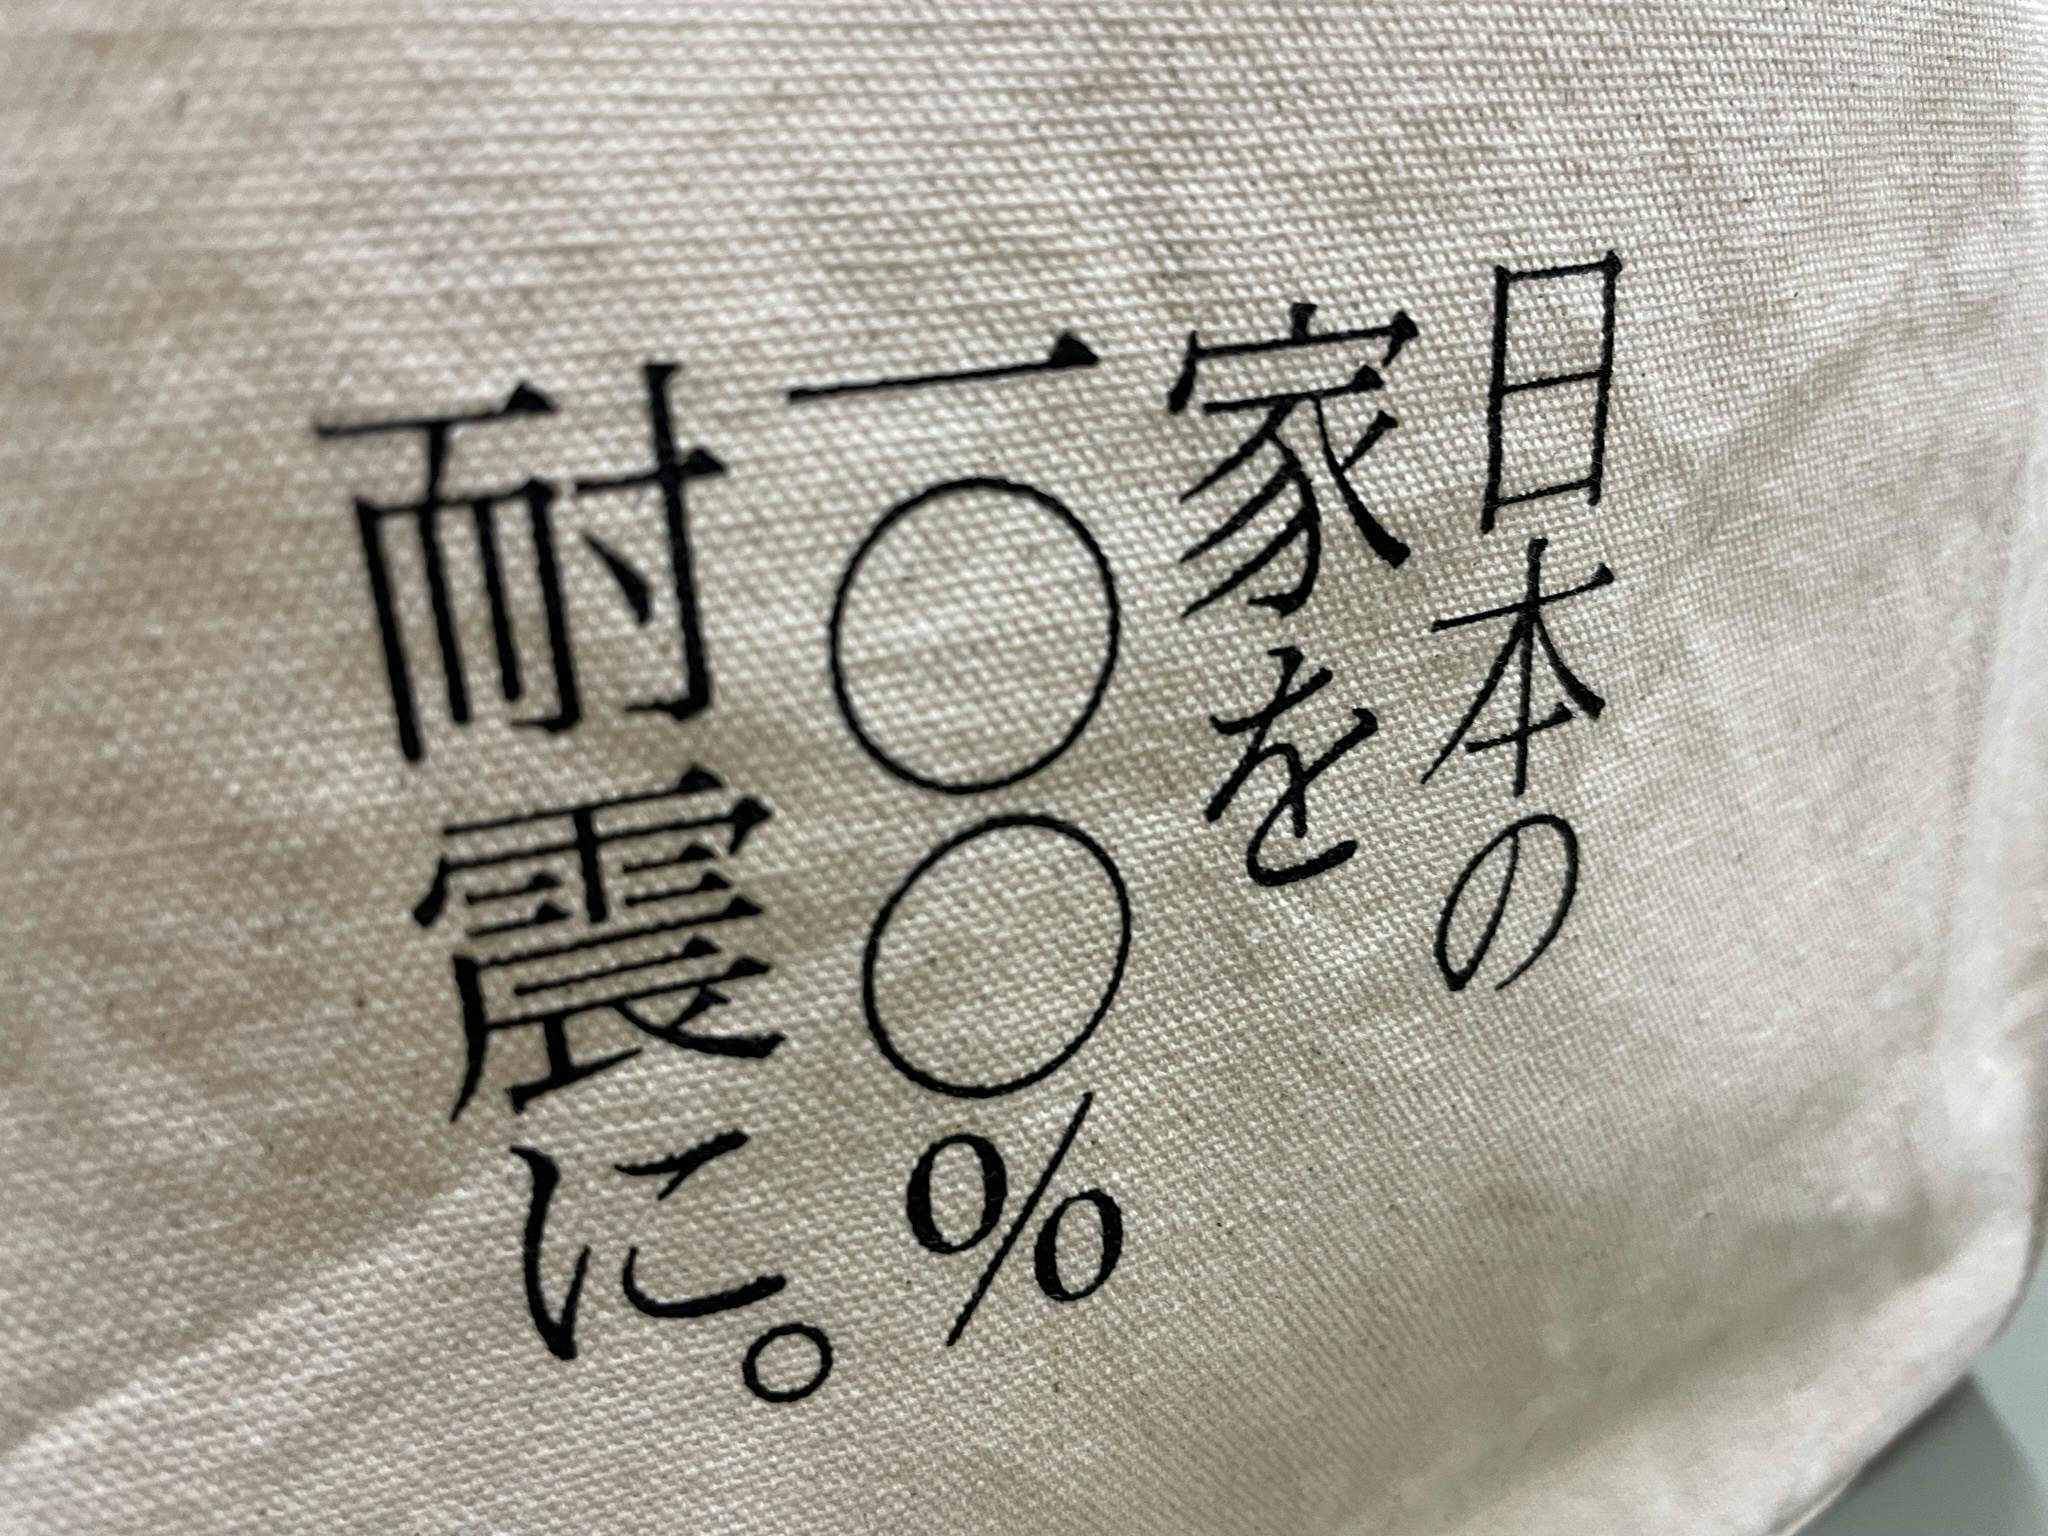 日本の
家を
一〇〇%
耐震に。